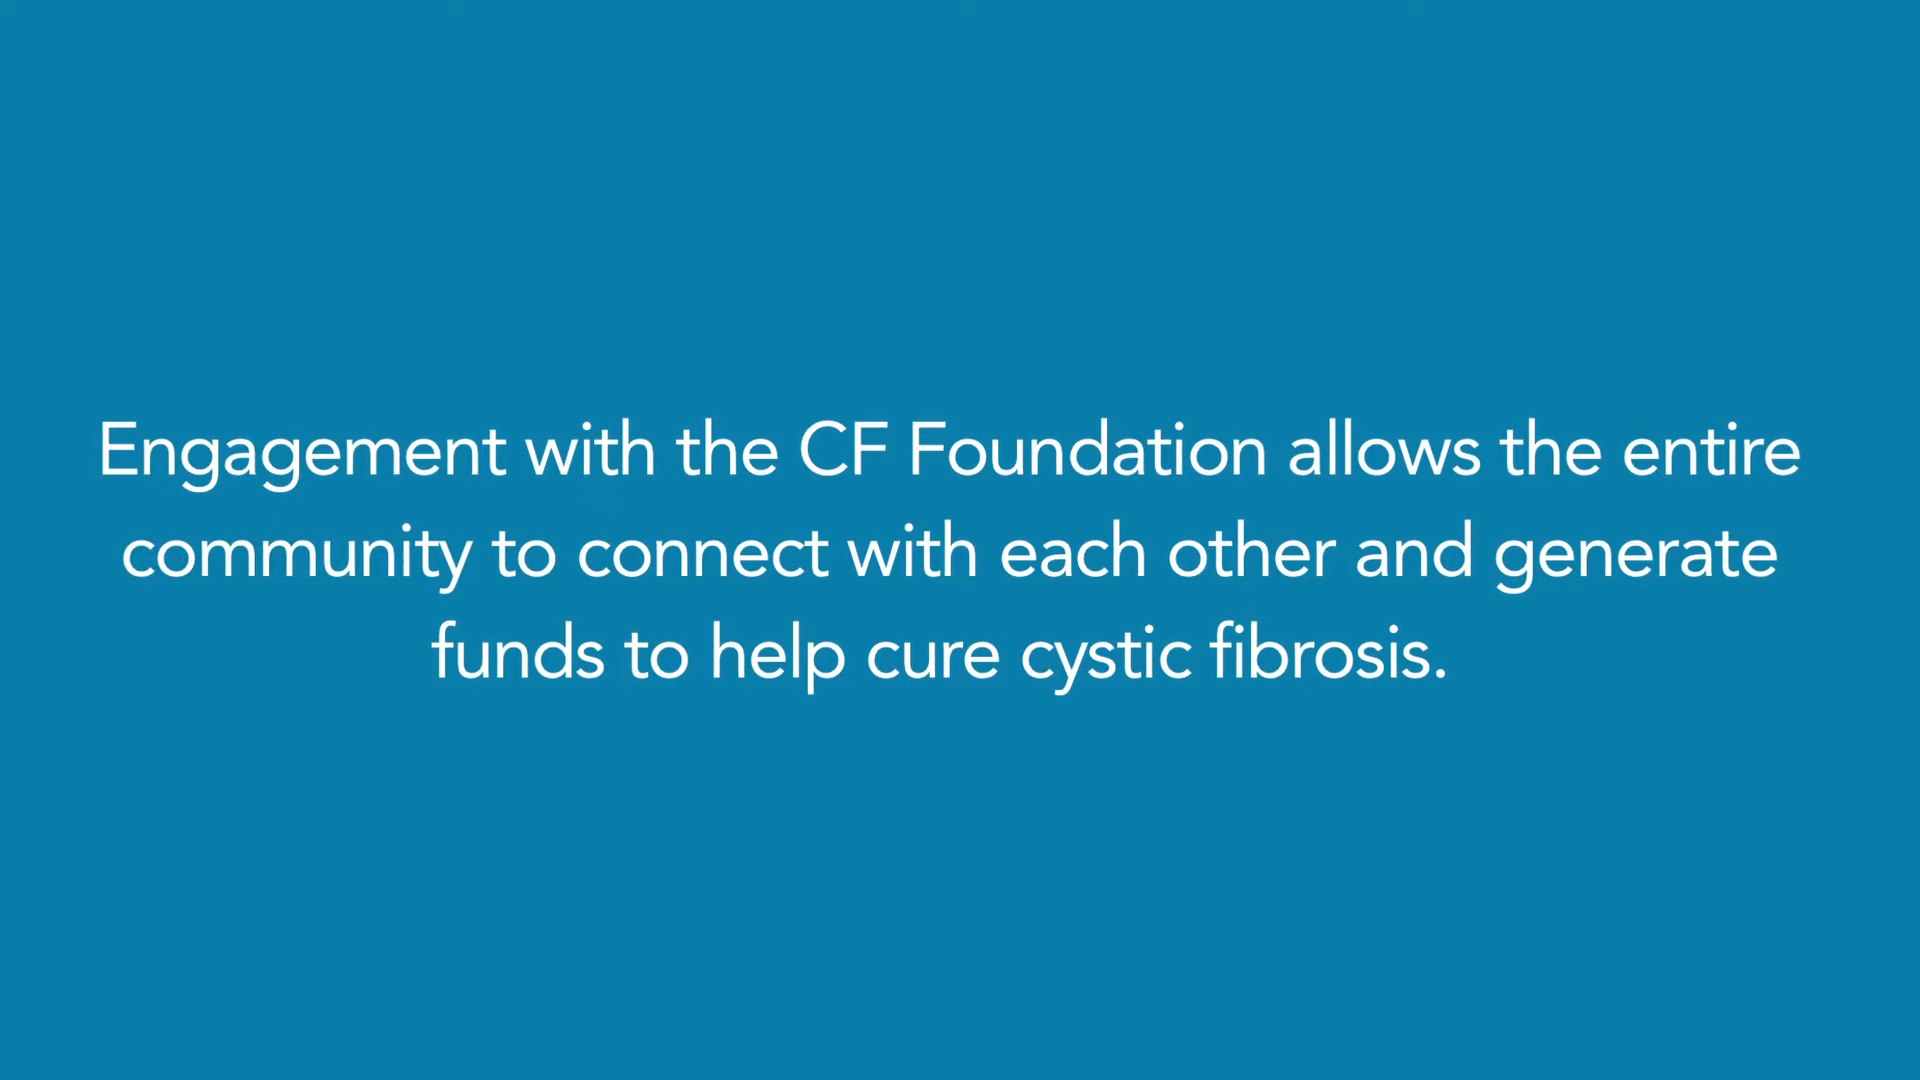 Engagement with the CF Foundation allows the entire
community to connect with each other and generate
funds to help cure cystic fibrosis.